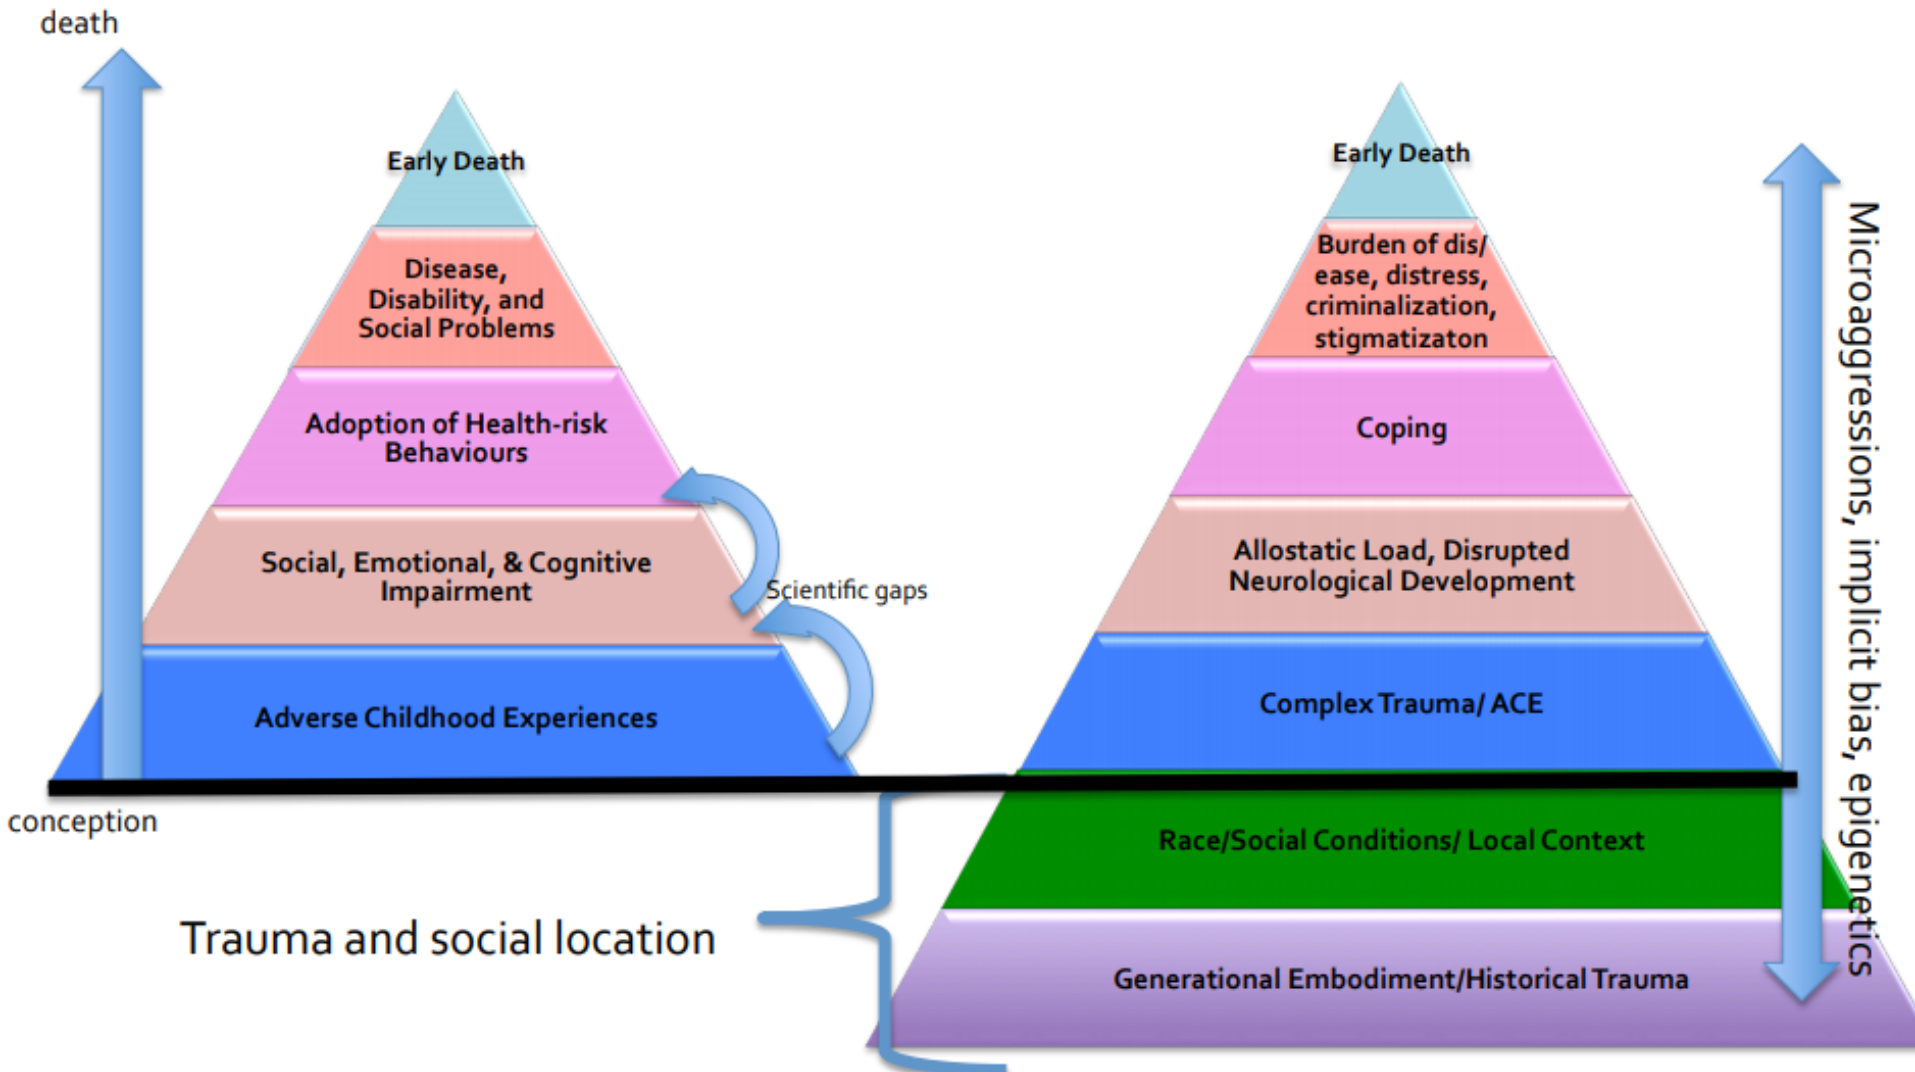 death
Early Death
Disease,
Disability, and
Social Problems
Adoption of Health-risk
Behaviours
Social, Emotional, & Cognitive
Impairment
Scientific gaps
Adverse Childhood Experiences
conception
Trauma and social location
Early Death
Burden of dis/
ease, distress,
criminalization,
stigmatizaton
Coping
Allostatic Load, Disrupted
Neurological Development
Complex Trauma/ ACE
Race/Social Conditions/ Local Context
Generational Embodiment/Historical Trauma
Microaggressions, implicit bias, epigenetics